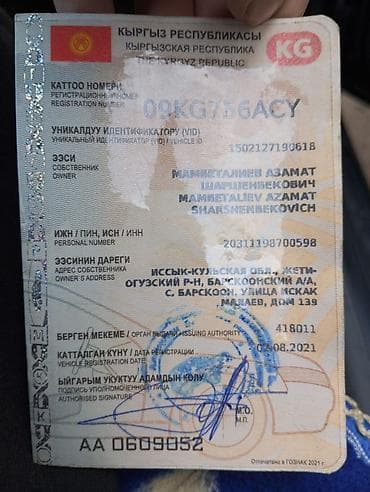 КЫРГЫЗ РЕСПУБЛИКАСЫ
КЫРГЫЗСКАЯ РЕСПУБЛИКА
THE KYRGYZ REPUBLIC
KG
КАТТОО НОМЕРИ
РЕГИСТРАЦИОННЫЙ НОМЕР
REGISTRATION NUMBER
09KG756ACY
УНИКАЛДУУ ИДЕНТИФИКАТОРУ (VID)
УНИКАЛЬНЫЙ ИДЕНТИФИКАТОР (VID) / VEHICLE ID
1502127190618
ЭЭСИ
СОБСТВЕННИК
OWNER
МАМБЕТАЛИЕВ АЗАМАТ
ШАРШЕНБЕКОВИЧ
MAMBETALIEV AZAMAT
SHARSHENBEKOVICH
ИЖН / ПИН, ИСН / ИНН
PERSONAL NUMBER
20311198700598
ЭЭСИНИН ДАРЕГИ
АДРЕС СОБСТВЕННИКА
OWNER'S ADDRESS
ИССЫК-КУЛЬСКАЯ ОБЛ., ЖЕТИ-
ОГУЗСКИЙ Р-Н, БАРСКООНСКИЙ А/А,
С. БАРСКООН, УЛИЦА ИСКАК
МАДАЕВ, ДОМ 139
БЕРГЕН МЕКЕМЕ / ОРГАН ВЫДАЧИ / ISSUING AUTHORITY
418011
КАТТАЛГАН КҮНҮ / ДАТА РЕГИСТРАЦИИ
VEHICLE REGISTRATION DATE
02.08.2021
ЫЙГАРЫМ УКУКТУУ АДАМДЫН КОЛУ
ПОДПИСЬ УПОЛНОМОЧЕННОГО ЛИЦА
AUTHORISED SIGNATURE
М.О.
М.П.
AA 0609052
Отпечатано в ГОЗНАК 2021 г.